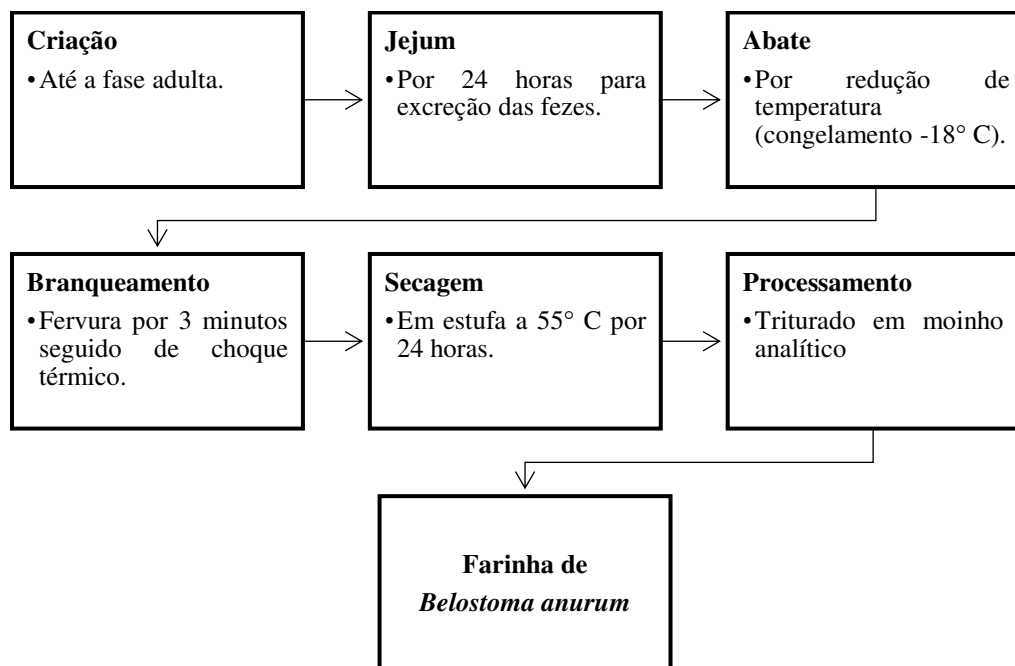 Criação
•Até a fase adulta.
Jejum
•Por 24 horas para
excreção das fezes.
Abate
•Por redução de
temperatura
(congelamento -18° C).
Branqueamento
•Fervura por 3 minutos
seguido de choque
térmico.
Secagem
•Em estufa a 55° C por
24 horas.
Processamento
•Triturado em moinho
analítico
Farinha de
Belostoma anurum